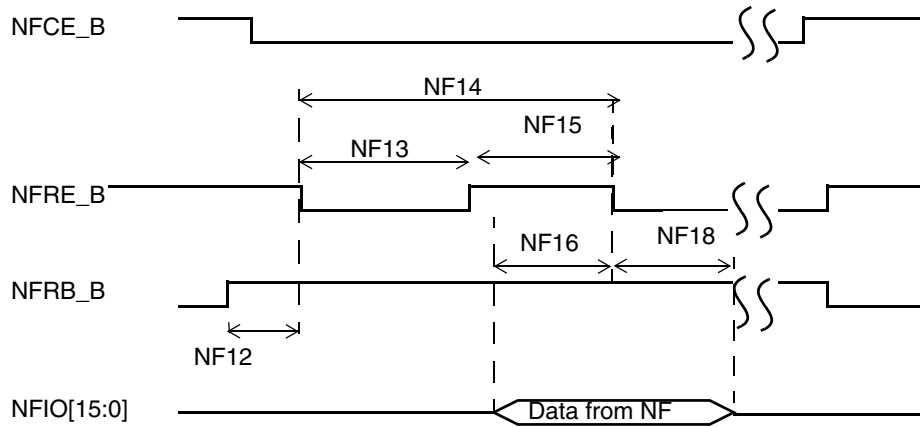 NFCE_B
NF14
NF15
NF13
NFRE_B
NF16
NF18
NFRB_B
NF12
NFIO[15:0]
Data from NF